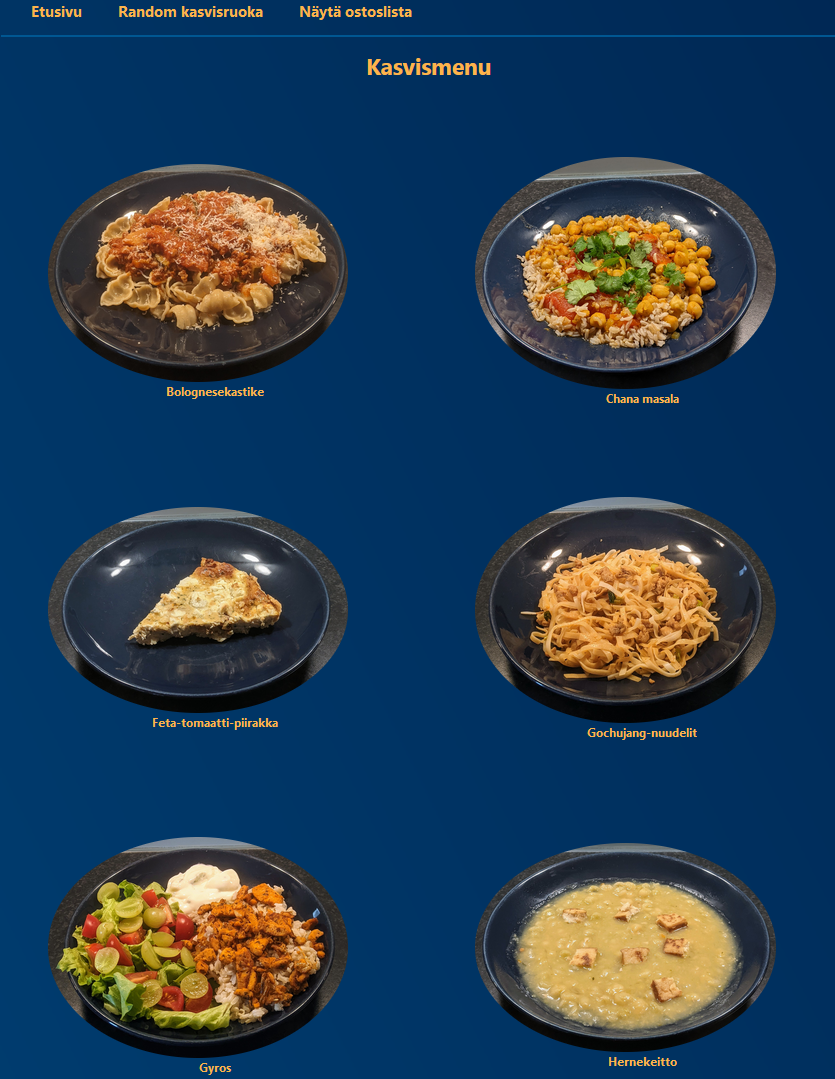 Etusivu Random kasvisruoka Näytä ostoslista
Kasvismenu
Bolognesekastike
Chana masala
Feta-tomaatti-piirakka
Gochujang-nuudelit
Gyros
Hernekeitto